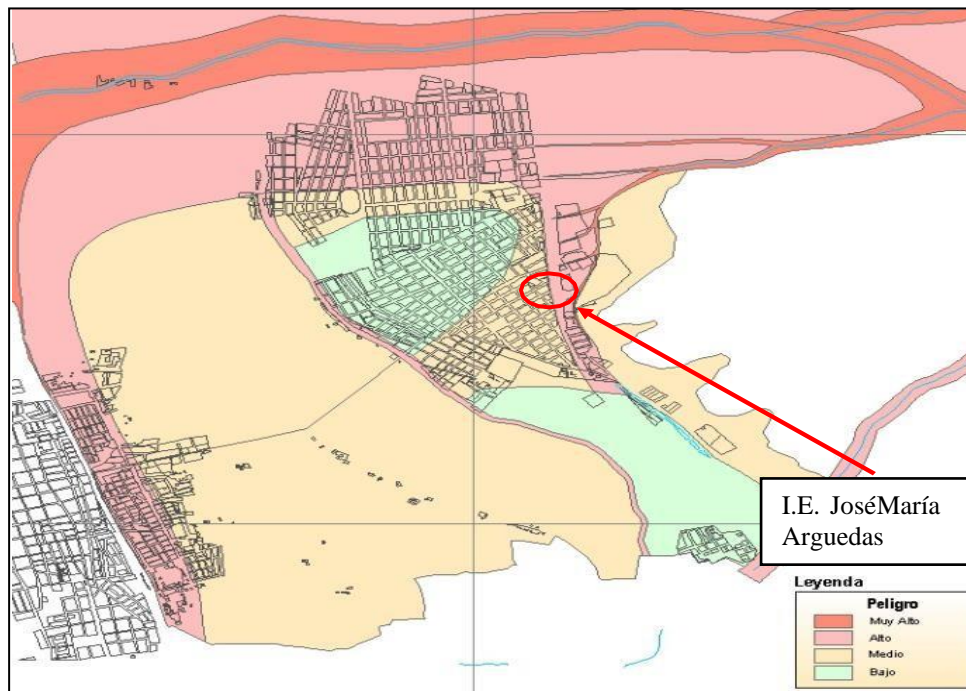 I.E. JoséMaría
Arguedas
Leyenda
Peligro
Muy Alto
Alto
Medio
Bajo